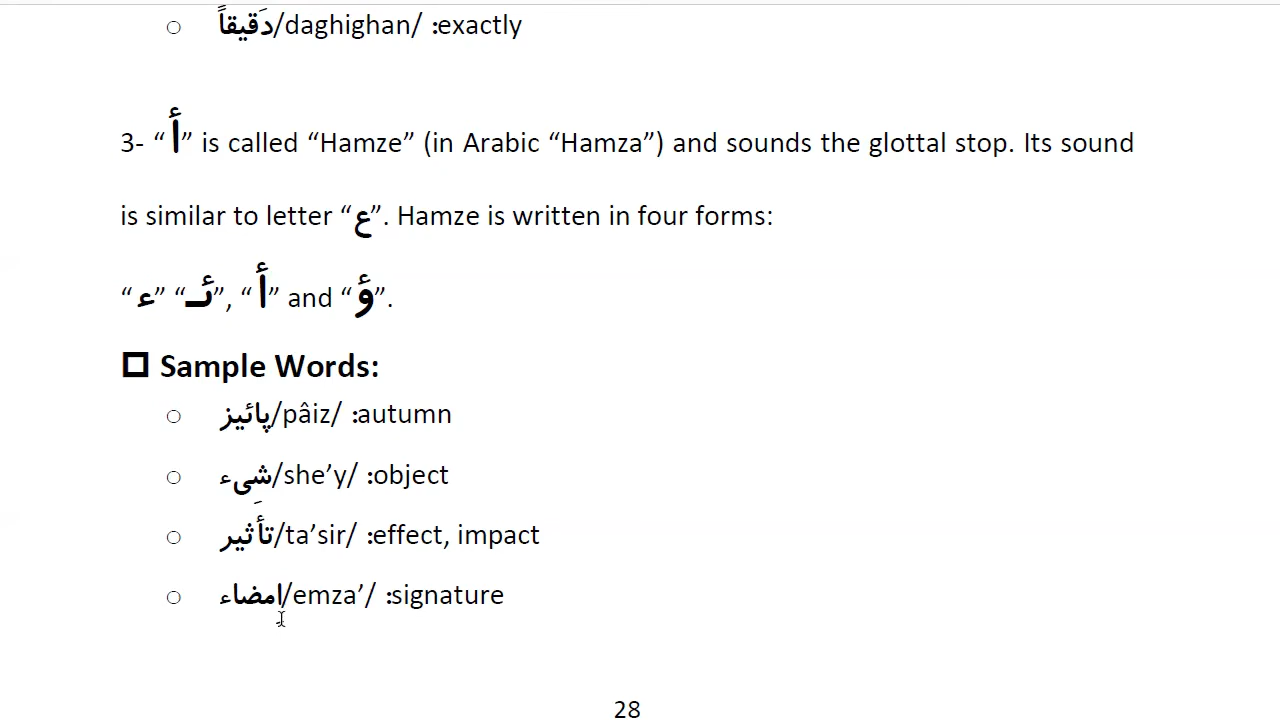 ○ دَقیقاً/daghighan/ :exactly
3- “أ” is called “Hamze” (in Arabic “Hamza”) and sounds the glottal stop. Its sound
is similar to letter “ع”. Hamze is written in four forms:
“ء” “ئـ”, “أ” and “ؤ”.
❑ Sample Words:
○ پائیز/pâiz/ :autumn
○ شیء/she’y/ :object
○ تَأثیر/ta’sir/ :effect, impact
○ امضاء/emza’/ :signature
28